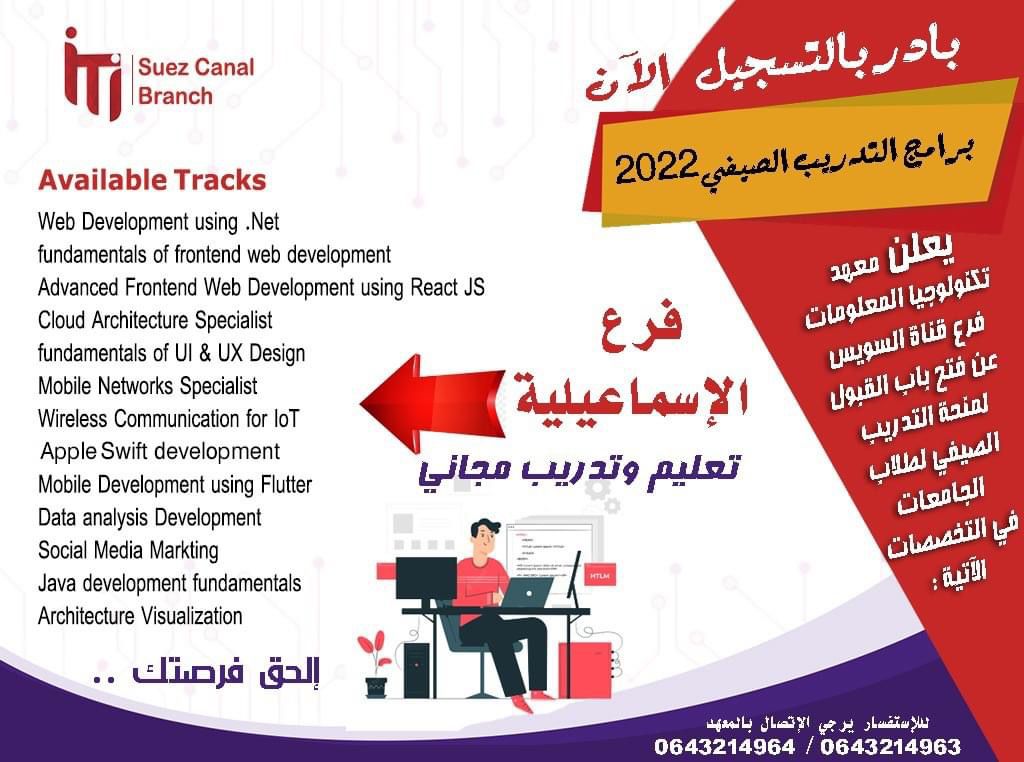 iTi
Suez Canal
Branch
بادر بالتسجيل الآن
برامج التدريب الصيفي 2022
Available Tracks
Web Development using .Net
fundamentals of frontend web development
Advanced Frontend Web Development using React JS
Cloud Architecture Specialist
fundamentals of UI & UX Design
Mobile Networks Specialist
Wireless Communication for IoT
Apple Swift development
Mobile Development using Flutter
Data analysis Development
Social Media Markting
Java development fundamentals
Architecture Visualization
يعلن معهد
تكنولوجيا المعلومات
فرع قناة السويس
عن فتح باب القبول
لمنحة التدريب
الصيفي لطلاب
الجامعات
في التخصصات
الآتية :
فرع
الإسماعيلية
تعليم وتدريب مجاني
HTLM
إلحق فرصتك ..
للإستفسار يرجي الإتصال بالمعهد
0643214964 / 0643214963